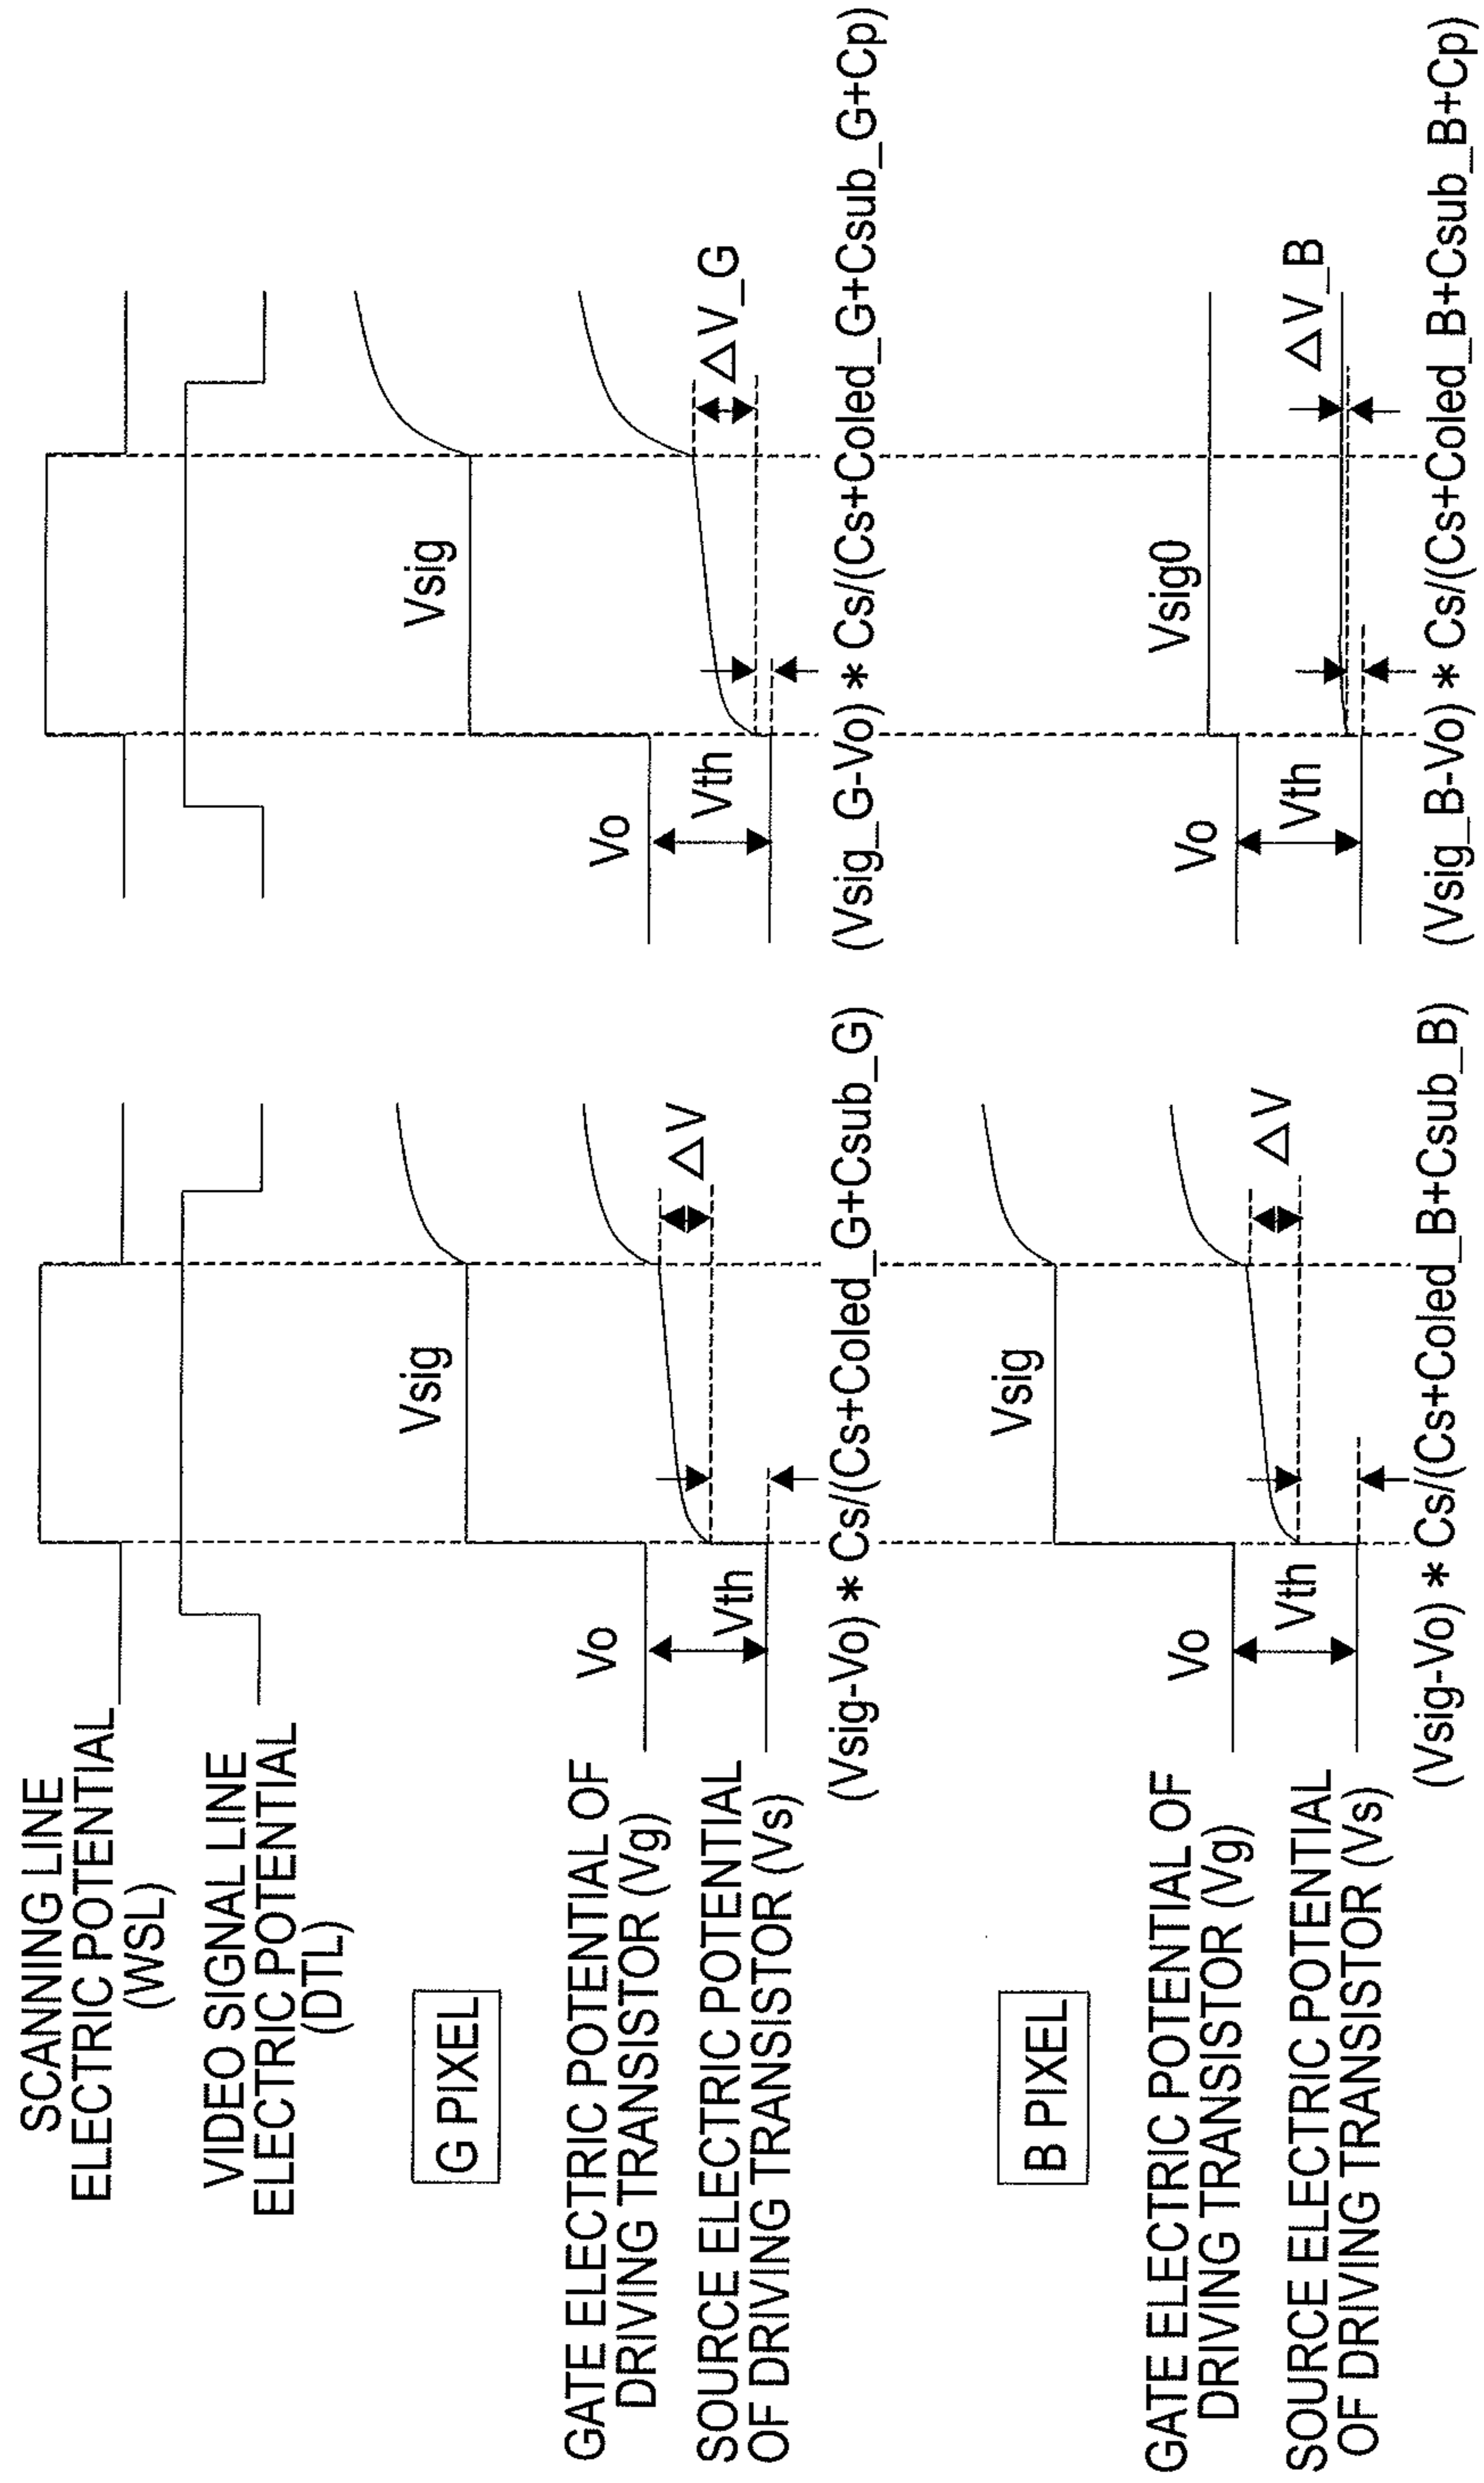 SCANNING LINE
ELECTRIC POTENTIAL
(WSL)
VIDEO SIGNAL LINE
ELECTRIC POTENTIAL
(DTL)
G PIXEL
Vsig
Vsig
GATE ELECTRIC POTENTIAL OF
DRIVING TRANSISTOR (Vg)
Vo
Vo
SOURCE ELECTRIC POTENTIAL
OF DRIVING TRANSISTOR (Vs)
Vth
△V
Vth
△V_G
(Vsig-Vo) * Cs/(Cs+Coled_G+Csub_G)
(Vsig_G-Vo) * Cs/(Cs+Coled_G+Csub_G+Cp)
B PIXEL
Vsig
Vsig0
GATE ELECTRIC POTENTIAL OF
DRIVING TRANSISTOR (Vg)
Vo
Vo
SOURCE ELECTRIC POTENTIAL
OF DRIVING TRANSISTOR (Vs)
Vth
△V
Vth
△V_B
(Vsig-Vo) * Cs/(Cs+Coled_B+Csub_B)
(Vsig_B-Vo) * Cs/(Cs+Coled_B+Csub_B+Cp)